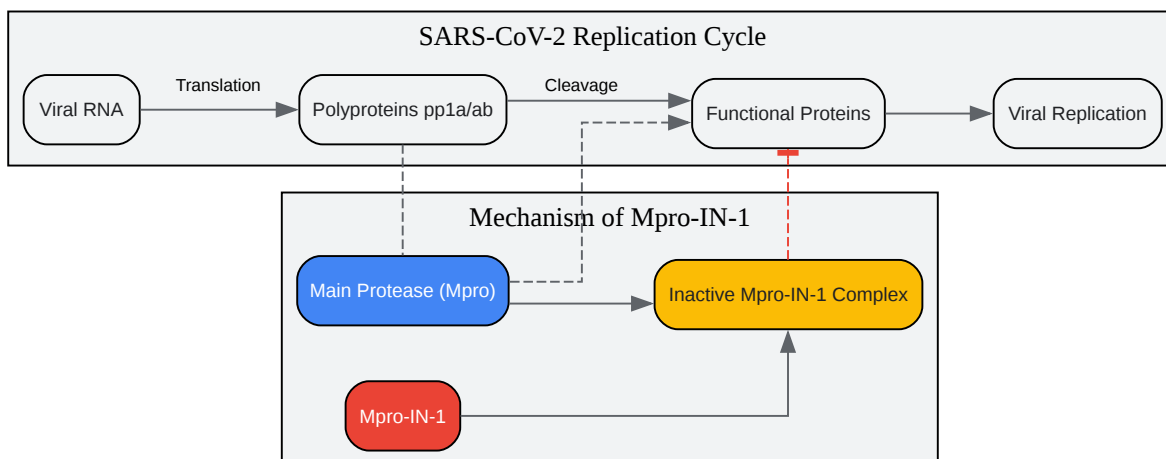 SARS-CoV-2 Replication Cycle
Translation
Cleavage
Viral RNA
Polyproteins pp1a/ab
Functional Proteins
Viral Replication
Mechanism of Mpro-IN-1
Main Protease (Mpro)
Inactive Mpro-IN-1 Complex
Mpro-IN-1